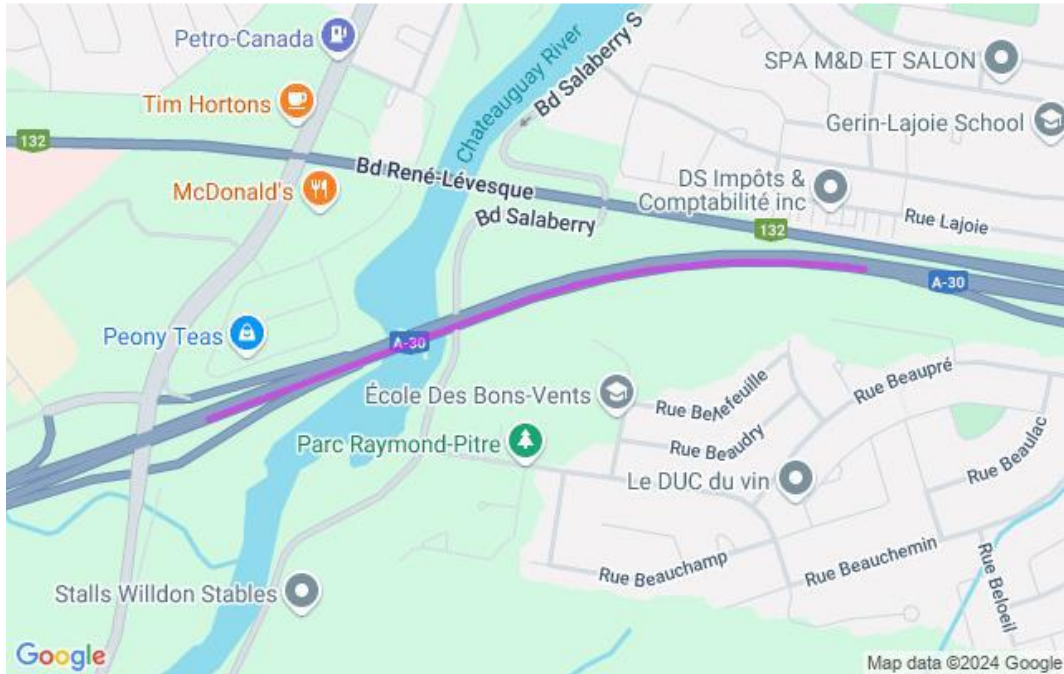 Petro-Canada
Tim Hortons
132
McDonald's
Bd René-Lévesque
Chateauguay River
Bd Salaberry S
Bd Salaberry
SPA M&D ET SALON
Gerin-Lajoie School
DS Impôts &
Comptabilité inc
Rue Lajoie
132
A-30
Peony Teas
A-30
École Des Bons-Vents
Parc Raymond-Pitre
Rue Bellefeuille
Rue Beaupré
Rue Beaudry
Le DUC du vin
Rue Beaulac
Rue Beauchamp
Rue Beauchemin
Rue Beloeil
Stalls Willdon Stables
Google
Map data ©2024 Google